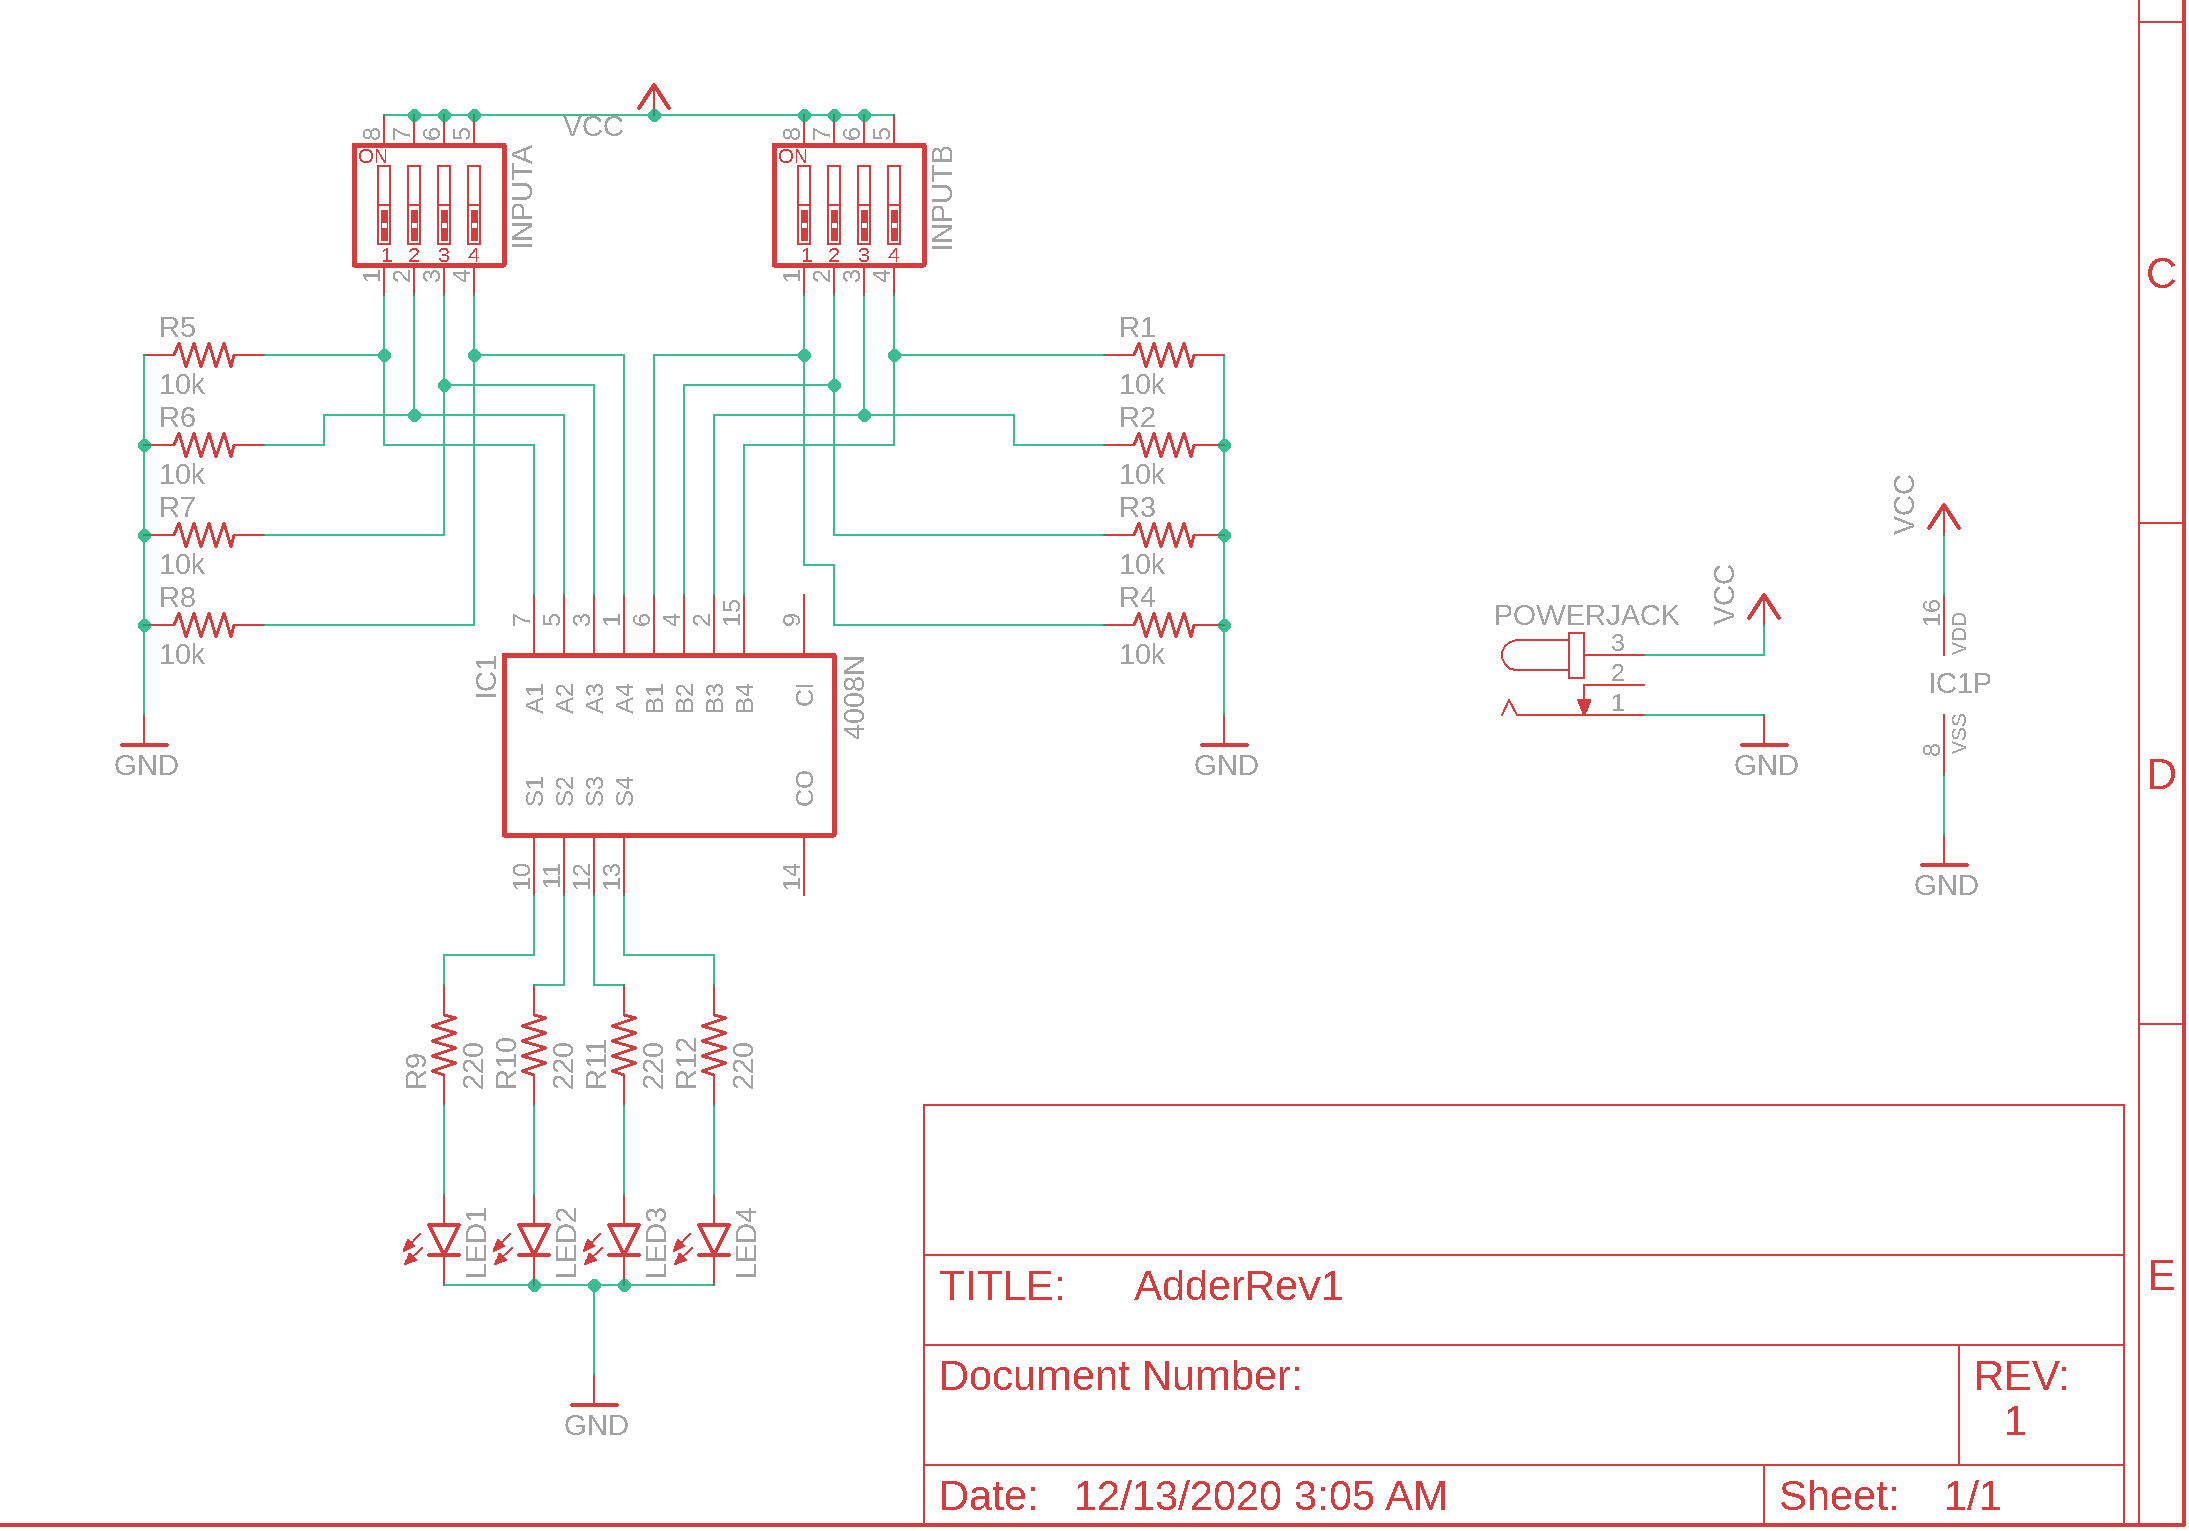 VCC
8 7 6 5
ON
1 2 3 4
1 2 3 4
INPUTA
8 7 6 5
ON
1 2 3 4
1 2 3 4
INPUTB
R5
10k
R6
10k
R7
10k
R8
10k
GND
R1
10k
R2
10k
R3
10k
R4
10k
GND
7 5 3 1 6 4 2 15 9
IC1
A1 A2 A3 A4 B1 B2 B3 B4 CI
4008N
S1 S2 S3 S4 CO
10 11 12 13 14
R9 220 R10 220 R11 220 R12 220
LED1 LED2 LED3 LED4
GND
POWERJACK
3
2
1
VCC
GND
VCC
16 VDD
IC1P
8 VSS
GND
C
D
E
TITLE: AdderRev1
Document Number:
REV:
1
Date: 12/13/2020 3:05 AM
Sheet: 1/1